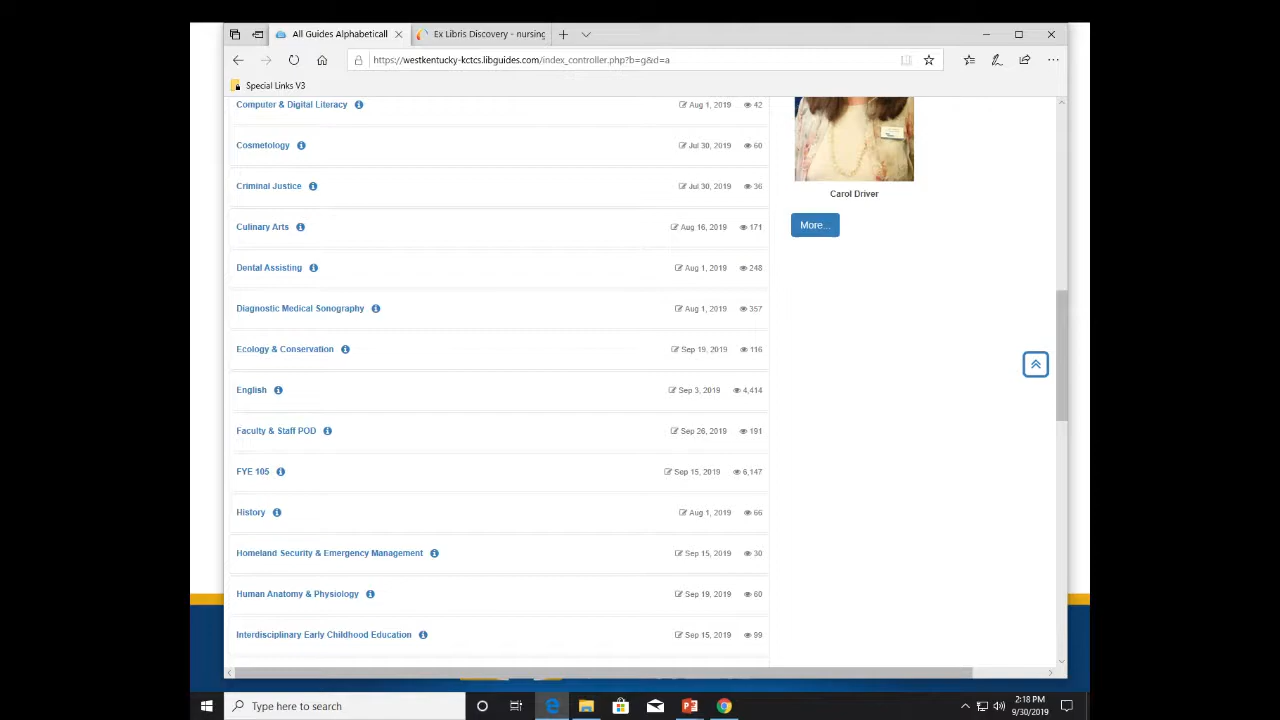 All Guides Alphabeticall
Ex Libris Discovery - nursing
https://westkentucky-kctcs.libguides.com/index_controller.php?b=g&d=a
Special Links V3
Computer & Digital Literacy Aug 1, 2019 42
Cosmetology Jul 30, 2019 60
Criminal Justice Jul 30, 2019 36
Culinary Arts Aug 16, 2019 171
Dental Assisting Aug 1, 2019 248
Diagnostic Medical Sonography Aug 1, 2019 357
Ecology & Conservation Sep 19, 2019 116
English Sep 3, 2019 4,414
Faculty & Staff POD Sep 26, 2019 191
FYE 105 Sep 15, 2019 6,147
History Aug 1, 2019 66
Homeland Security & Emergency Management Sep 15, 2019 30
Human Anatomy & Physiology Sep 19, 2019 60
Interdisciplinary Early Childhood Education Sep 15, 2019 99
Carol Driver
More...
Type here to search
2:18 PM
9/30/2019